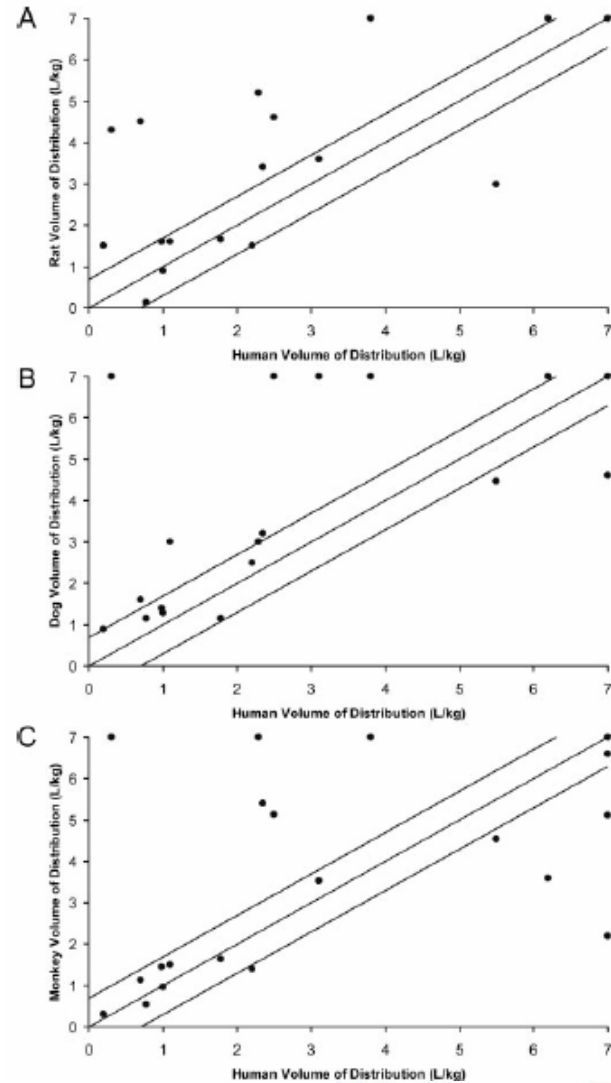 A
7
6
5
4
3
2
1
0
Rat Volume of Distribution (L/kg)
0 1 2 3 4 5 6 7
Human Volume of Distribution (L/kg)
B
7
6
5
4
3
2
1
0
Dog Volume of Distribution (L/kg)
0 1 2 3 4 5 6 7
Human Volume of Distribution (L/kg)
C
7
6
5
4
3
2
1
0
Monkey Volume of Distribution (L/kg)
0 1 2 3 4 5 6 7
Human Volume of Distribution (L/kg)